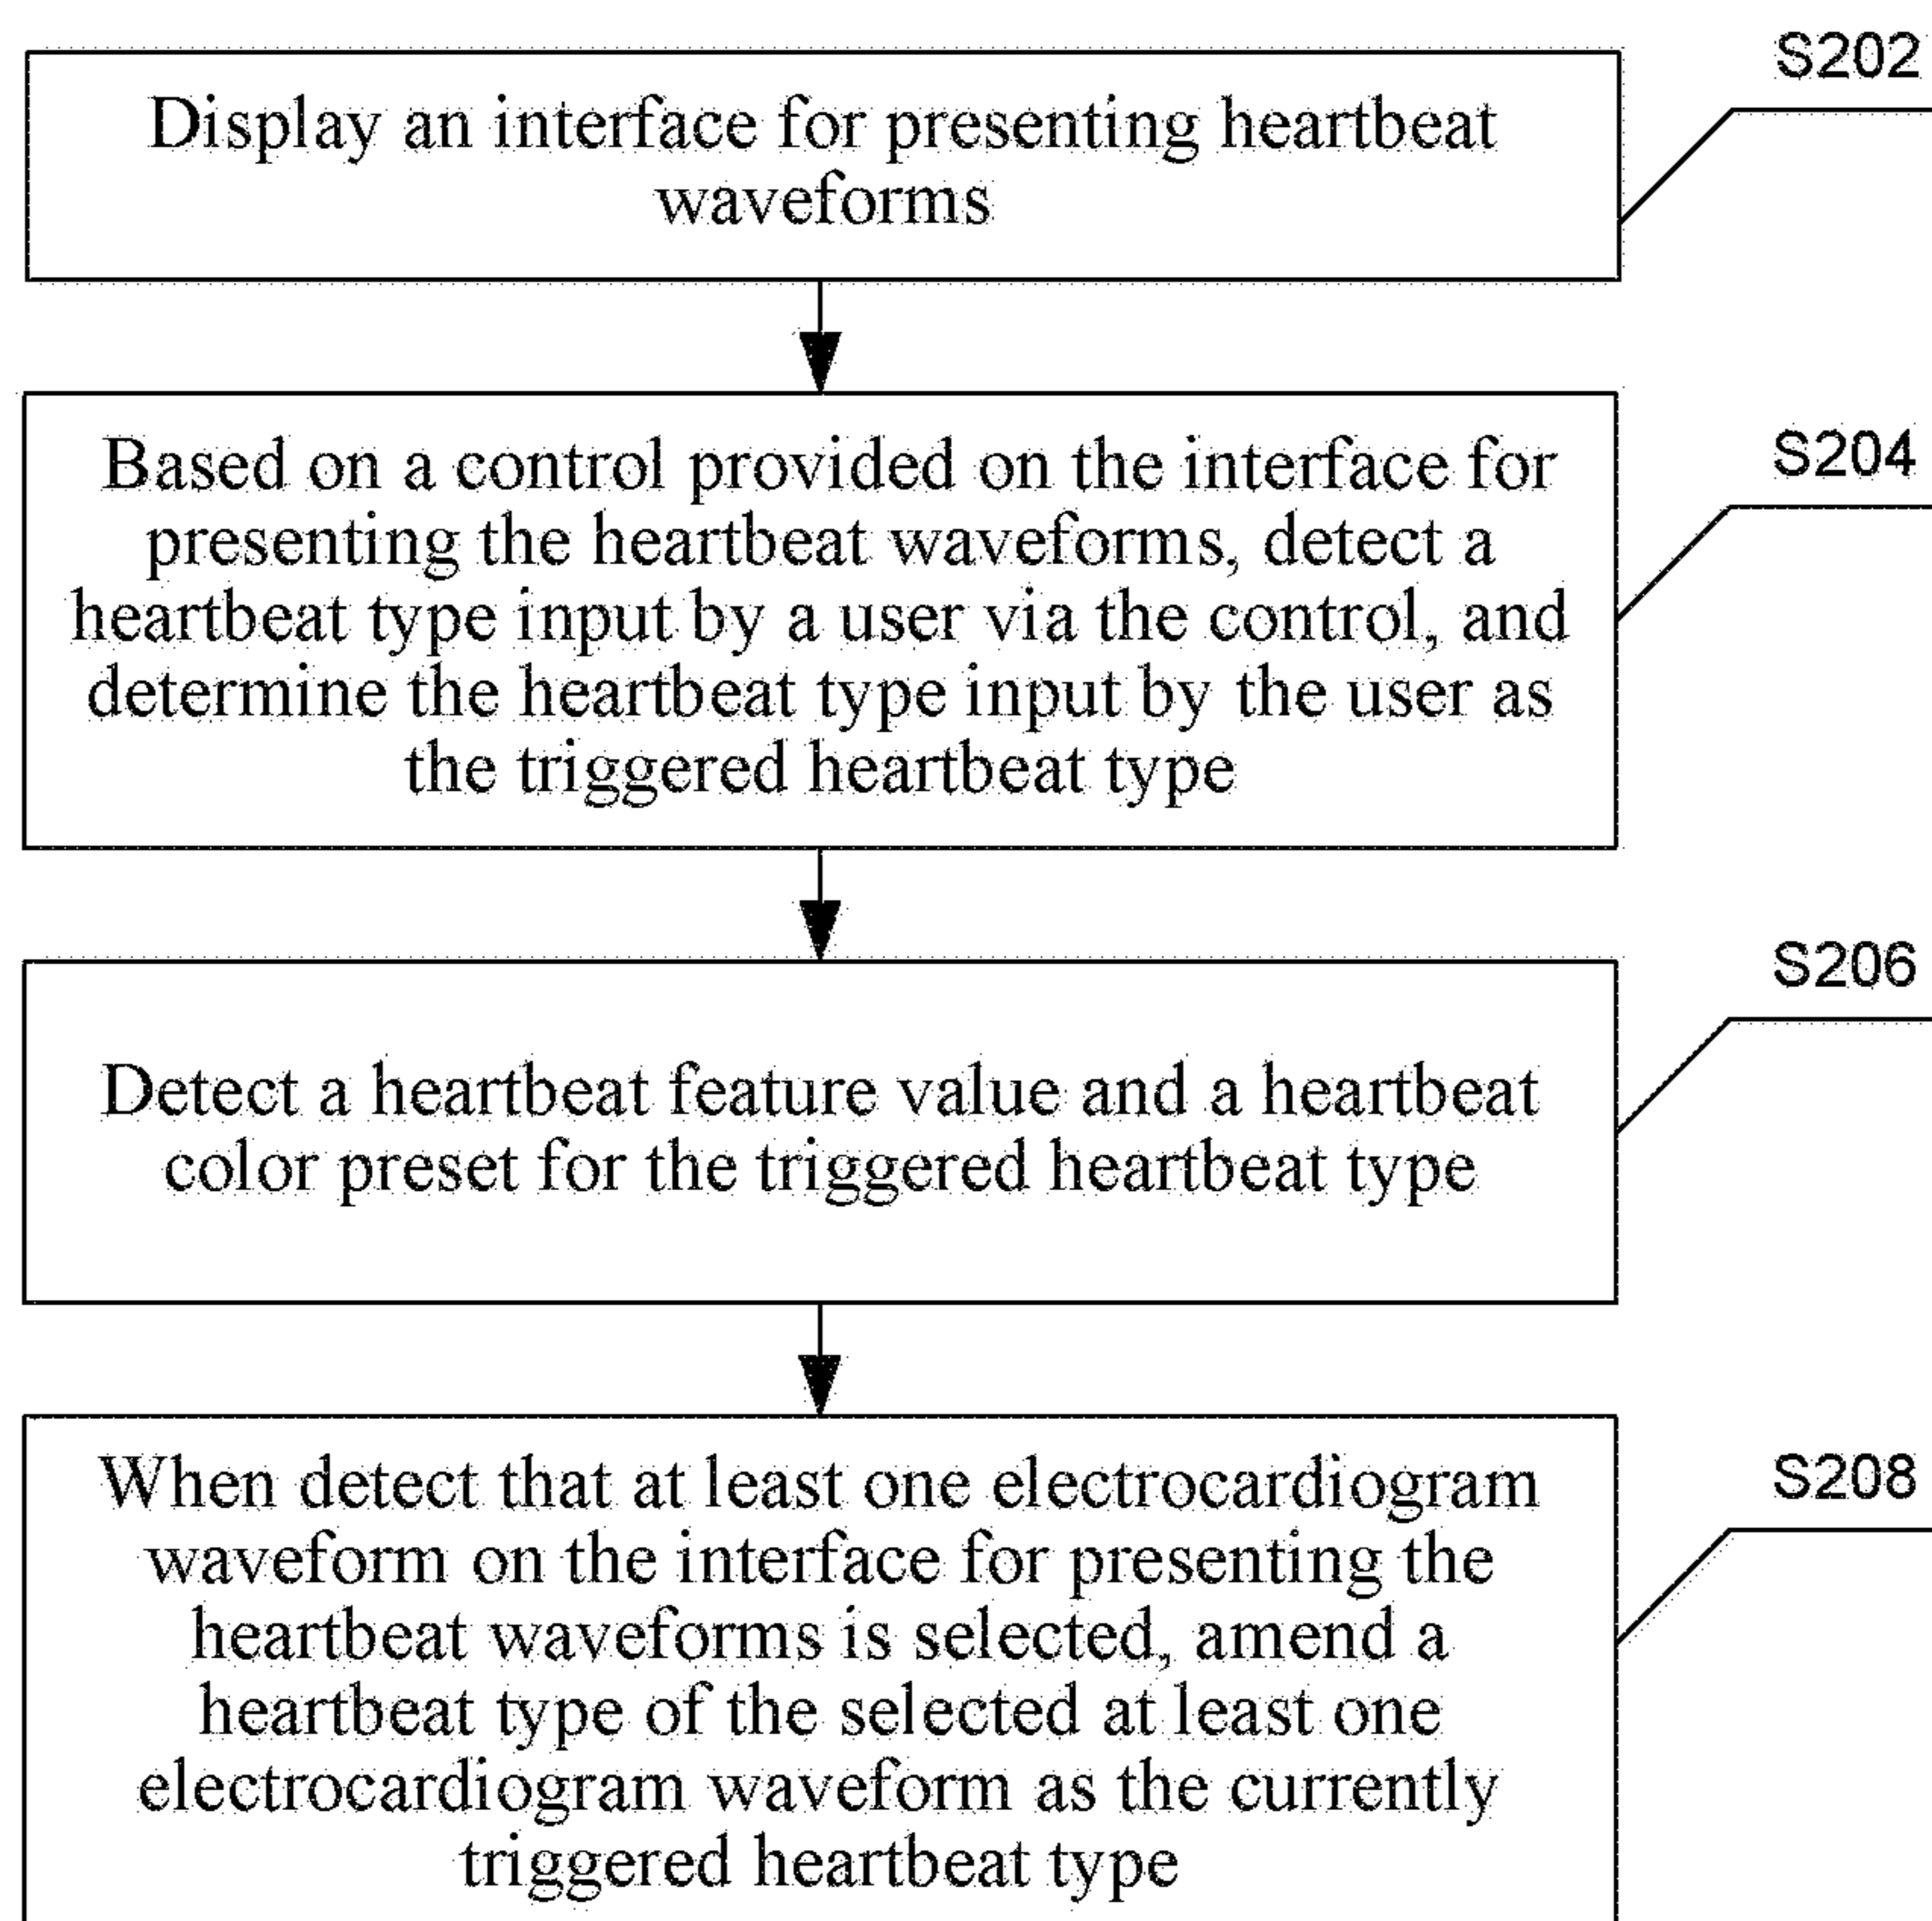 S202
Display an interface for presenting heartbeat
waveforms
S204
Based on a control provided on the interface for
presenting the heartbeat waveforms, detect a
heartbeat type input by a user via the control, and
determine the heartbeat type input by the user as
the triggered heartbeat type
S206
Detect a heartbeat feature value and a heartbeat
color preset for the triggered heartbeat type
S208
When detect that at least one electrocardiogram
waveform on the interface for presenting the
heartbeat waveforms is selected, amend a
heartbeat type of the selected at least one
electrocardiogram waveform as the currently
triggered heartbeat type